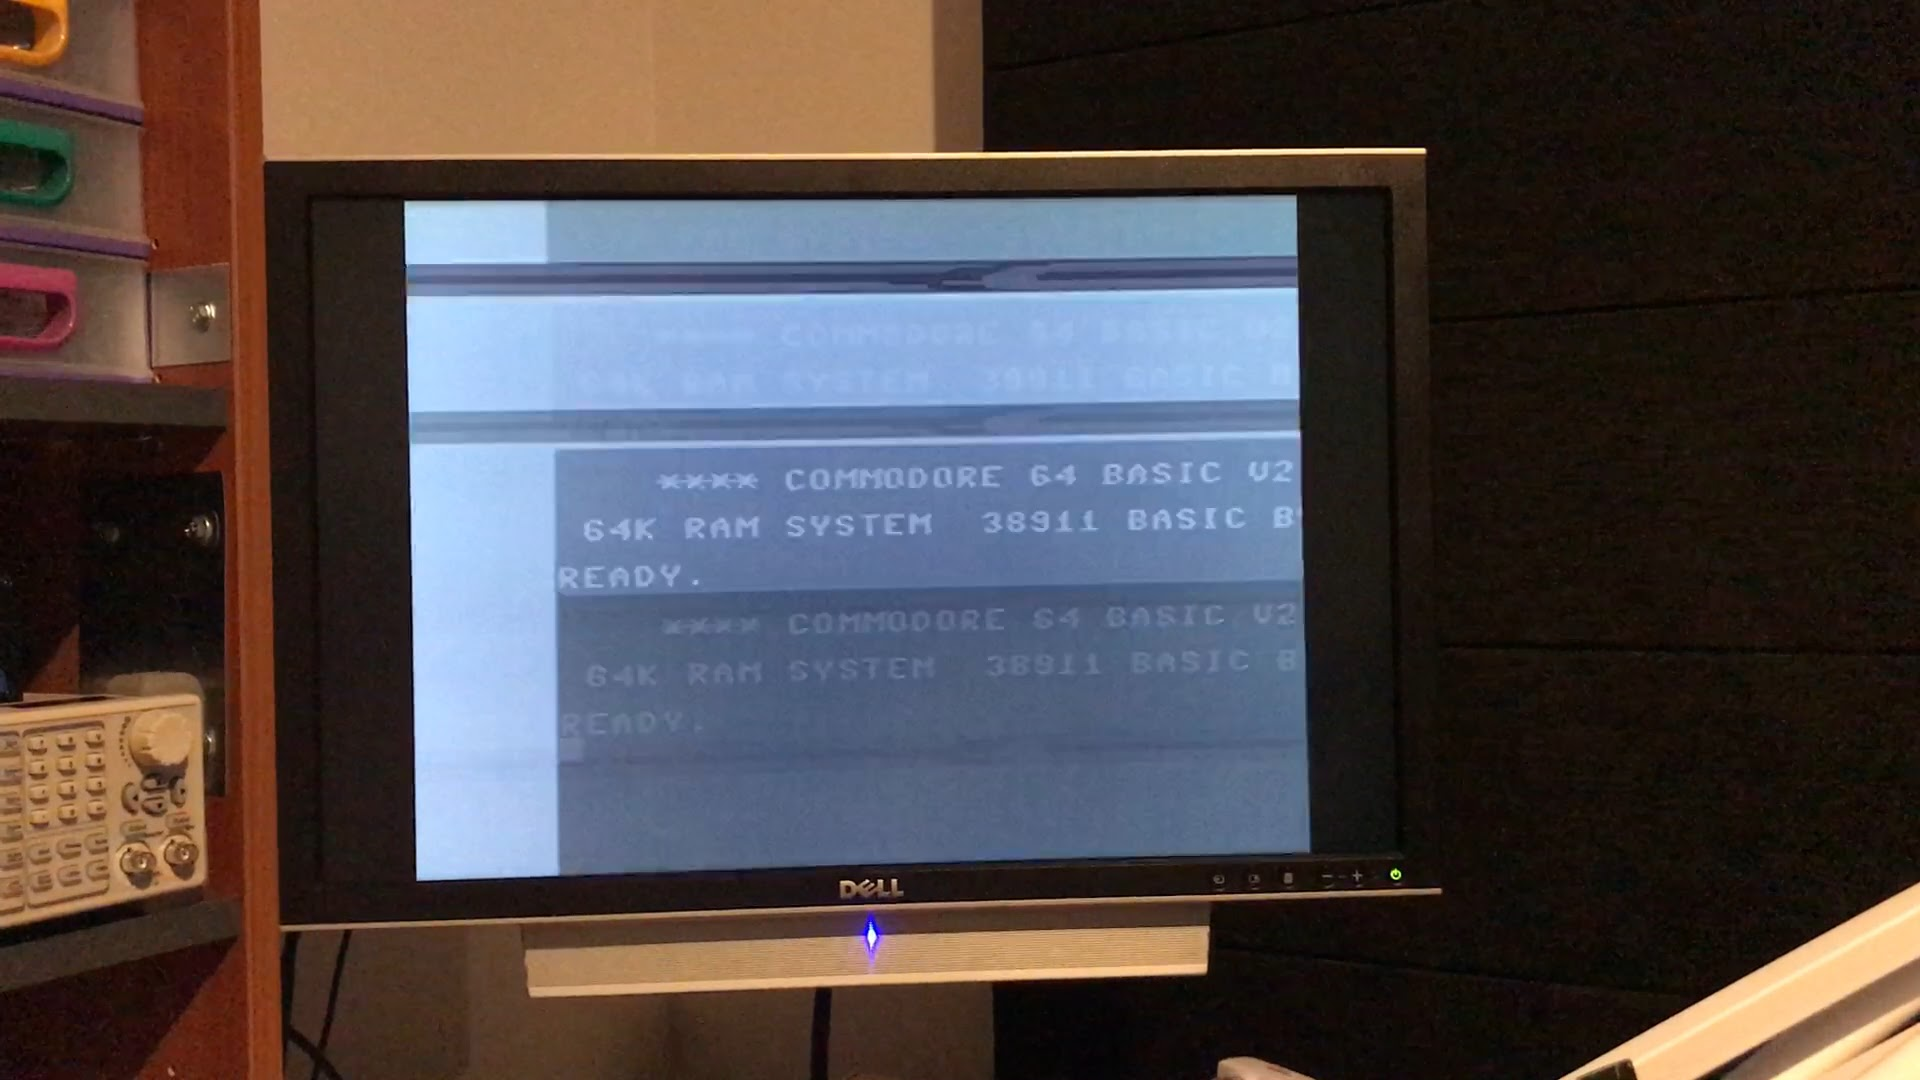 **** COMMODORE 64 BASIC V2
64K RAM SYSTEM 38911 BASIC
**** COMMODORE 64 BASIC V2
64K RAM SYSTEM 38911 BASIC B
READY.
**** COMMODORE 64 BASIC V2
64K RAM SYSTEM 38911 BASIC B
READY.
DELL